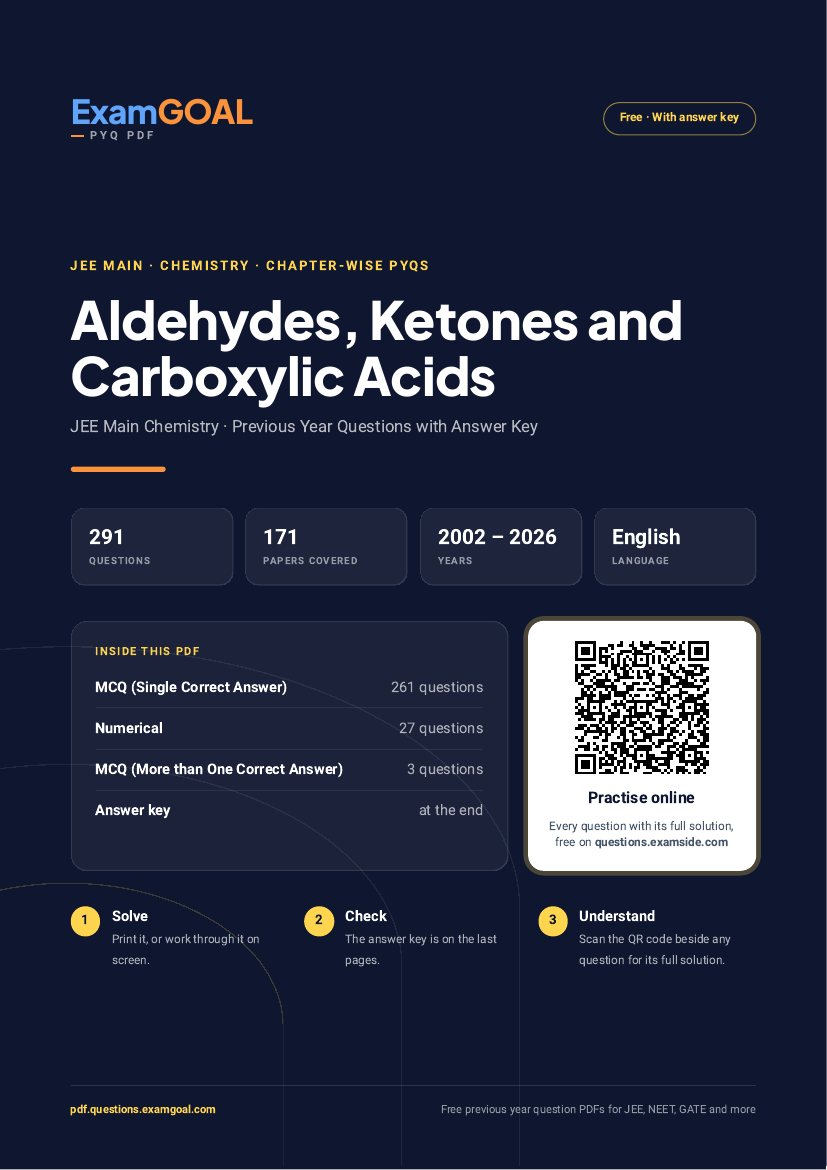 ExamGOAL
PYQ PDF
Free · With answer key
JEE MAIN · CHEMISTRY · CHAPTER-WISE PYQS
Aldehydes, Ketones and
Carboxylic Acids
JEE Main Chemistry · Previous Year Questions with Answer Key
291
QUESTIONS
171
PAPERS COVERED
2002 – 2026
YEARS
English
LANGUAGE
INSIDE THIS PDF
MCQ (Single Correct Answer) 261 questions
Numerical 27 questions
MCQ (More than One Correct Answer) 3 questions
Answer key at the end
Practise online
Every question with its full solution,
free on questions.examside.com
1 Solve
Print it, or work through it on
screen.
2 Check
The answer key is on the last
pages.
3 Understand
Scan the QR code beside any
question for its full solution.
pdf.questions.examgoal.com
Free previous year question PDFs for JEE, NEET, GATE and more